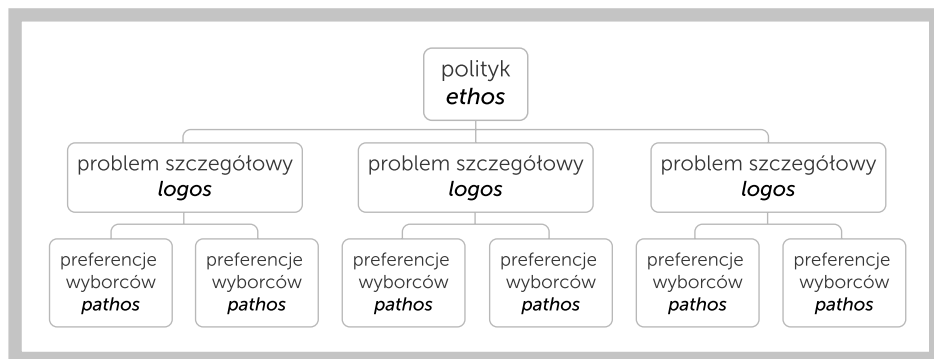 polityk
ethos
problem szczegółowy
logos
problem szczegółowy
logos
problem szczegółowy
logos
preferencje
wyborców
pathos
preferencje
wyborców
pathos
preferencje
wyborców
pathos
preferencje
wyborców
pathos
preferencje
wyborców
pathos
preferencje
wyborców
pathos